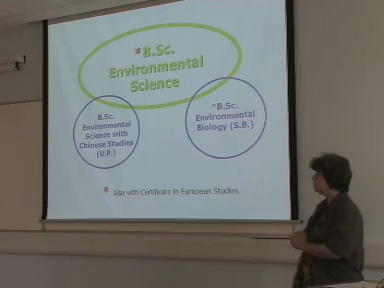 *B.Sc.
Environmental
Science
B.Sc.
Environmental
Science with
Chinese Studies
(U.P.)
*B.Sc.
Environmental
Biology (S.B.)
* Also with Certificate in European Studies